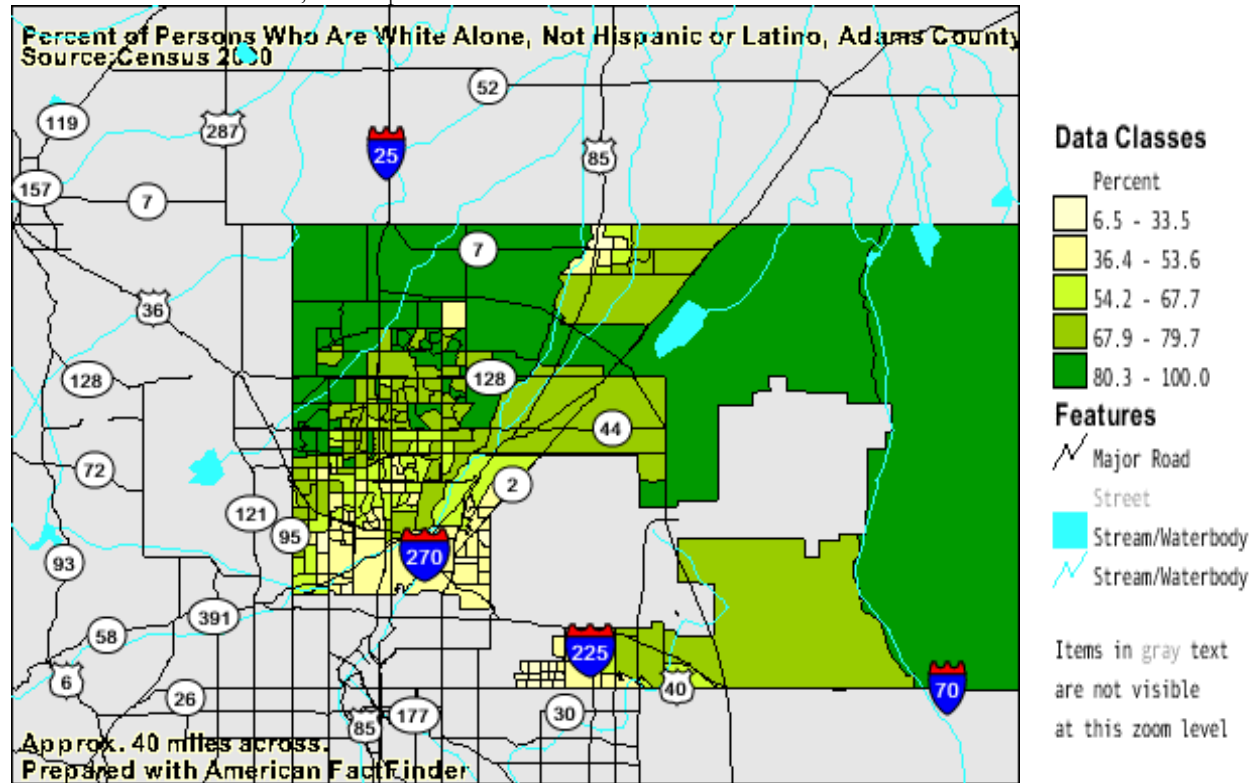 Percent of Persons Who Are White Alone, Not Hispanic or Latino, Adams County
Source:Census 2000
52
119
287
25
85
157
7
7
36
128
128
44
72
2
121
95
270
93
391
58
225
6
40
70
26
177
30
85
Approx. 40 miles across.
Prepared with American FactFinder
Data Classes
Percent
6.5 - 33.5
36.4 - 53.6
54.2 - 67.7
67.9 - 79.7
80.3 - 100.0
Features
Major Road
Street
Stream/Waterbody
Stream/Waterbody
Items in gray text
are not visible
at this zoom level